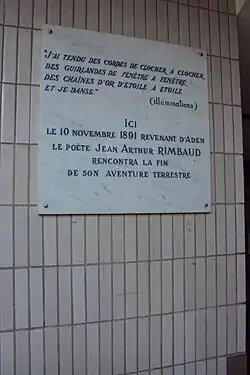 "J'AI TENDU DES CORDES DE CLOCHER À CLOCHER,
DES GUIRLANDES DE FENÊTRE À FENÊTRE,
DES CHAÎNES D'OR D'ÉTOILE À ÉTOILE
ET JE DANSE."
(illuminations)
ICI
LE 10 NOVEMBRE 1891 REVENANT D'ADEN
LE POÈTE JEAN ARTHUR RIMBAUD
RENCONTRA LA FIN
DE SON AVENTURE TERRESTRE